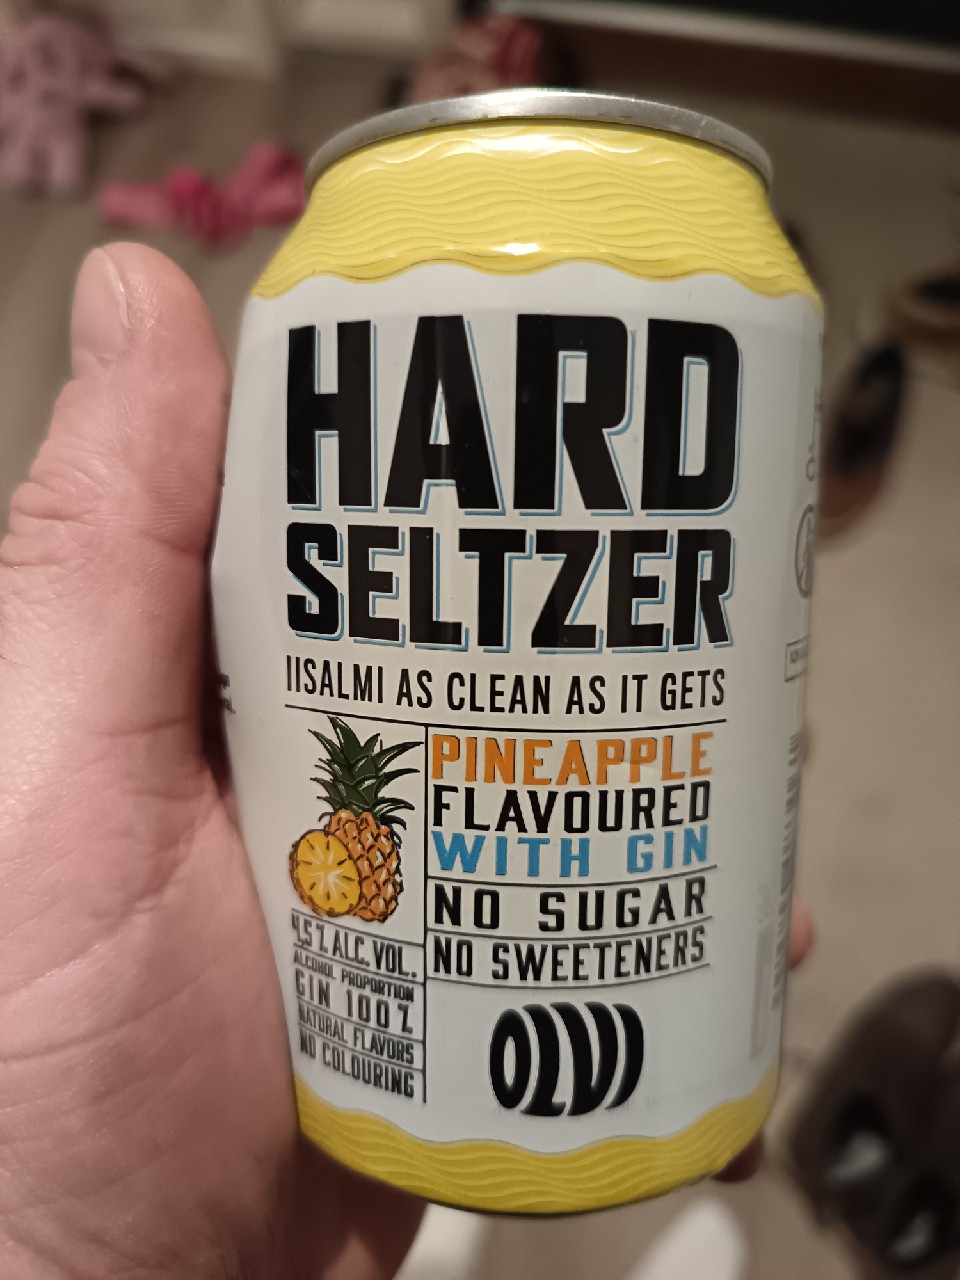 HARD
SELTZER
IISALMI AS CLEAN AS IT GETS
PINEAPPLE
FLAVOURED
WITH GIN
NO SUGAR
NO SWEETENERS
4,5% ALC. VOL.
ALCOHOL PROPORTION
GIN 100%
NATURAL FLAVORS
NO COLOURING
OLVI